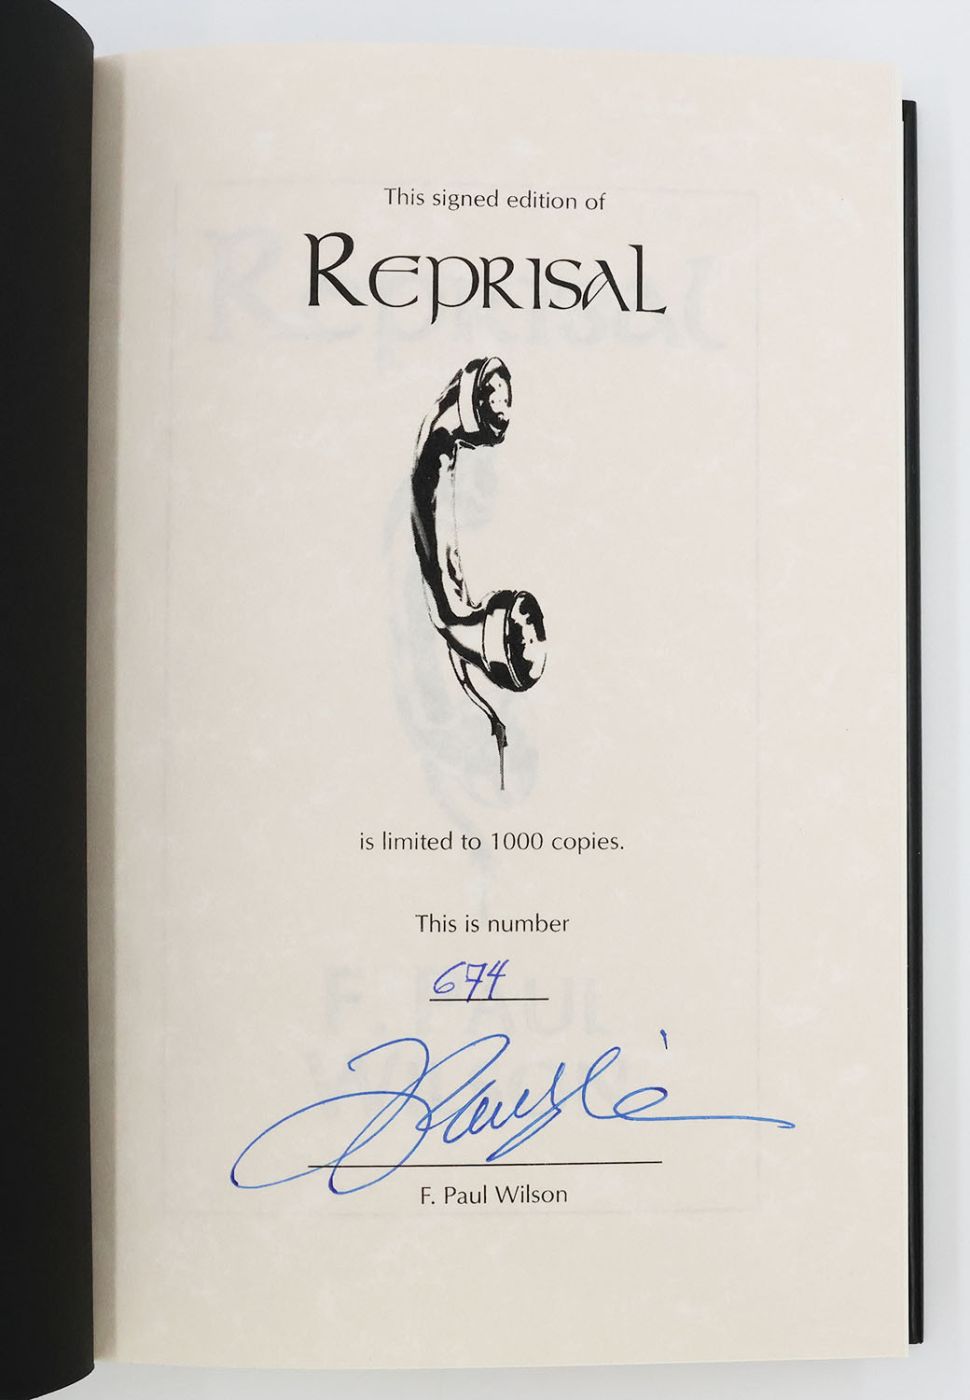 This signed edition of
REPRISAL
is limited to 1000 copies.
This is number
674
F. Paul Wilson